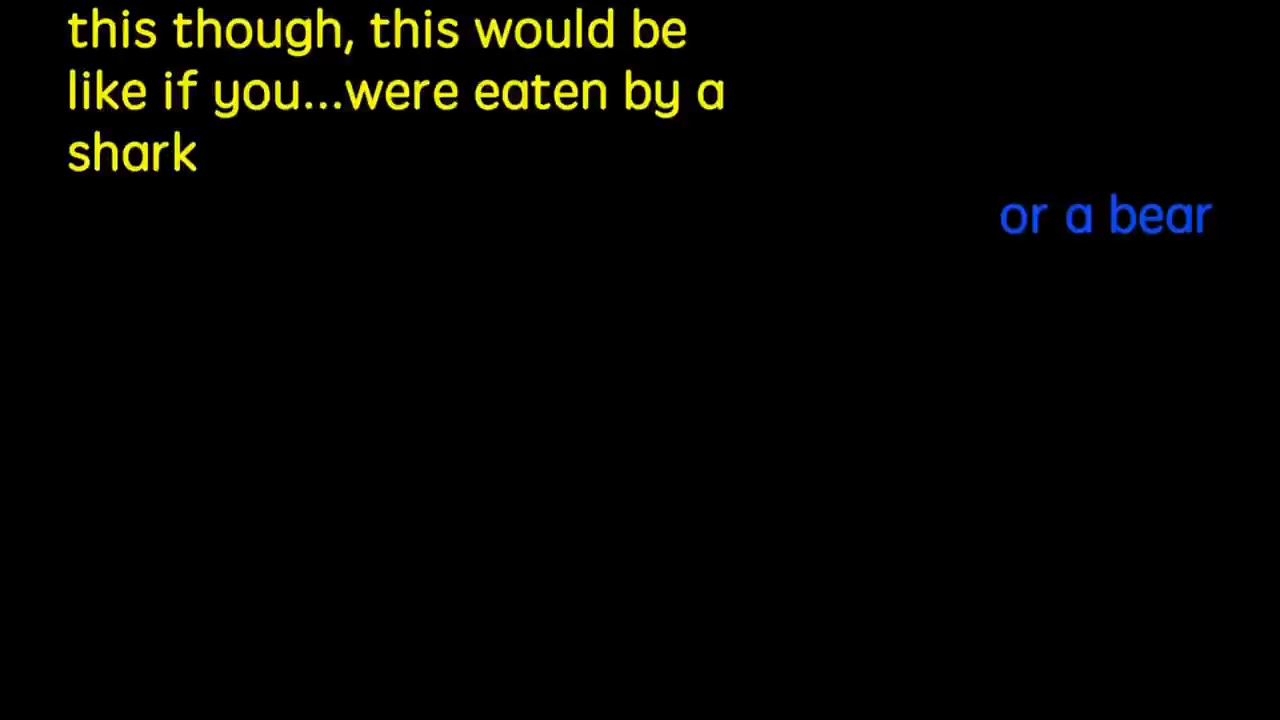 this though, this would be
like if you...were eaten by a
shark
or a bear